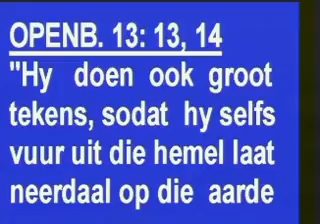 OPENB. 13: 13, 14
"Hy doen ook groot
tekens, sodat hy selfs
vuur uit die hemel laat
neerdaal op die aarde